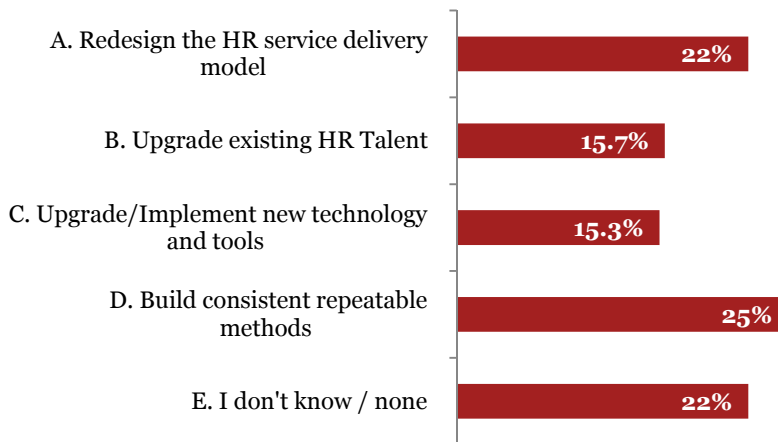 A. Redesign the HR service delivery
model
22%
B. Upgrade existing HR Talent
15.7%
C. Upgrade/Implement new technology
and tools
15.3%
D. Build consistent repeatable
methods
25%
E. I don't know / none
22%